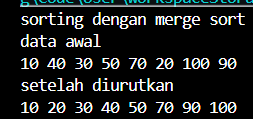 sorting dengan merge sort
data awal
10 40 30 50 70 20 100 90
setelah diurutkan
10 20 30 40 50 70 90 100